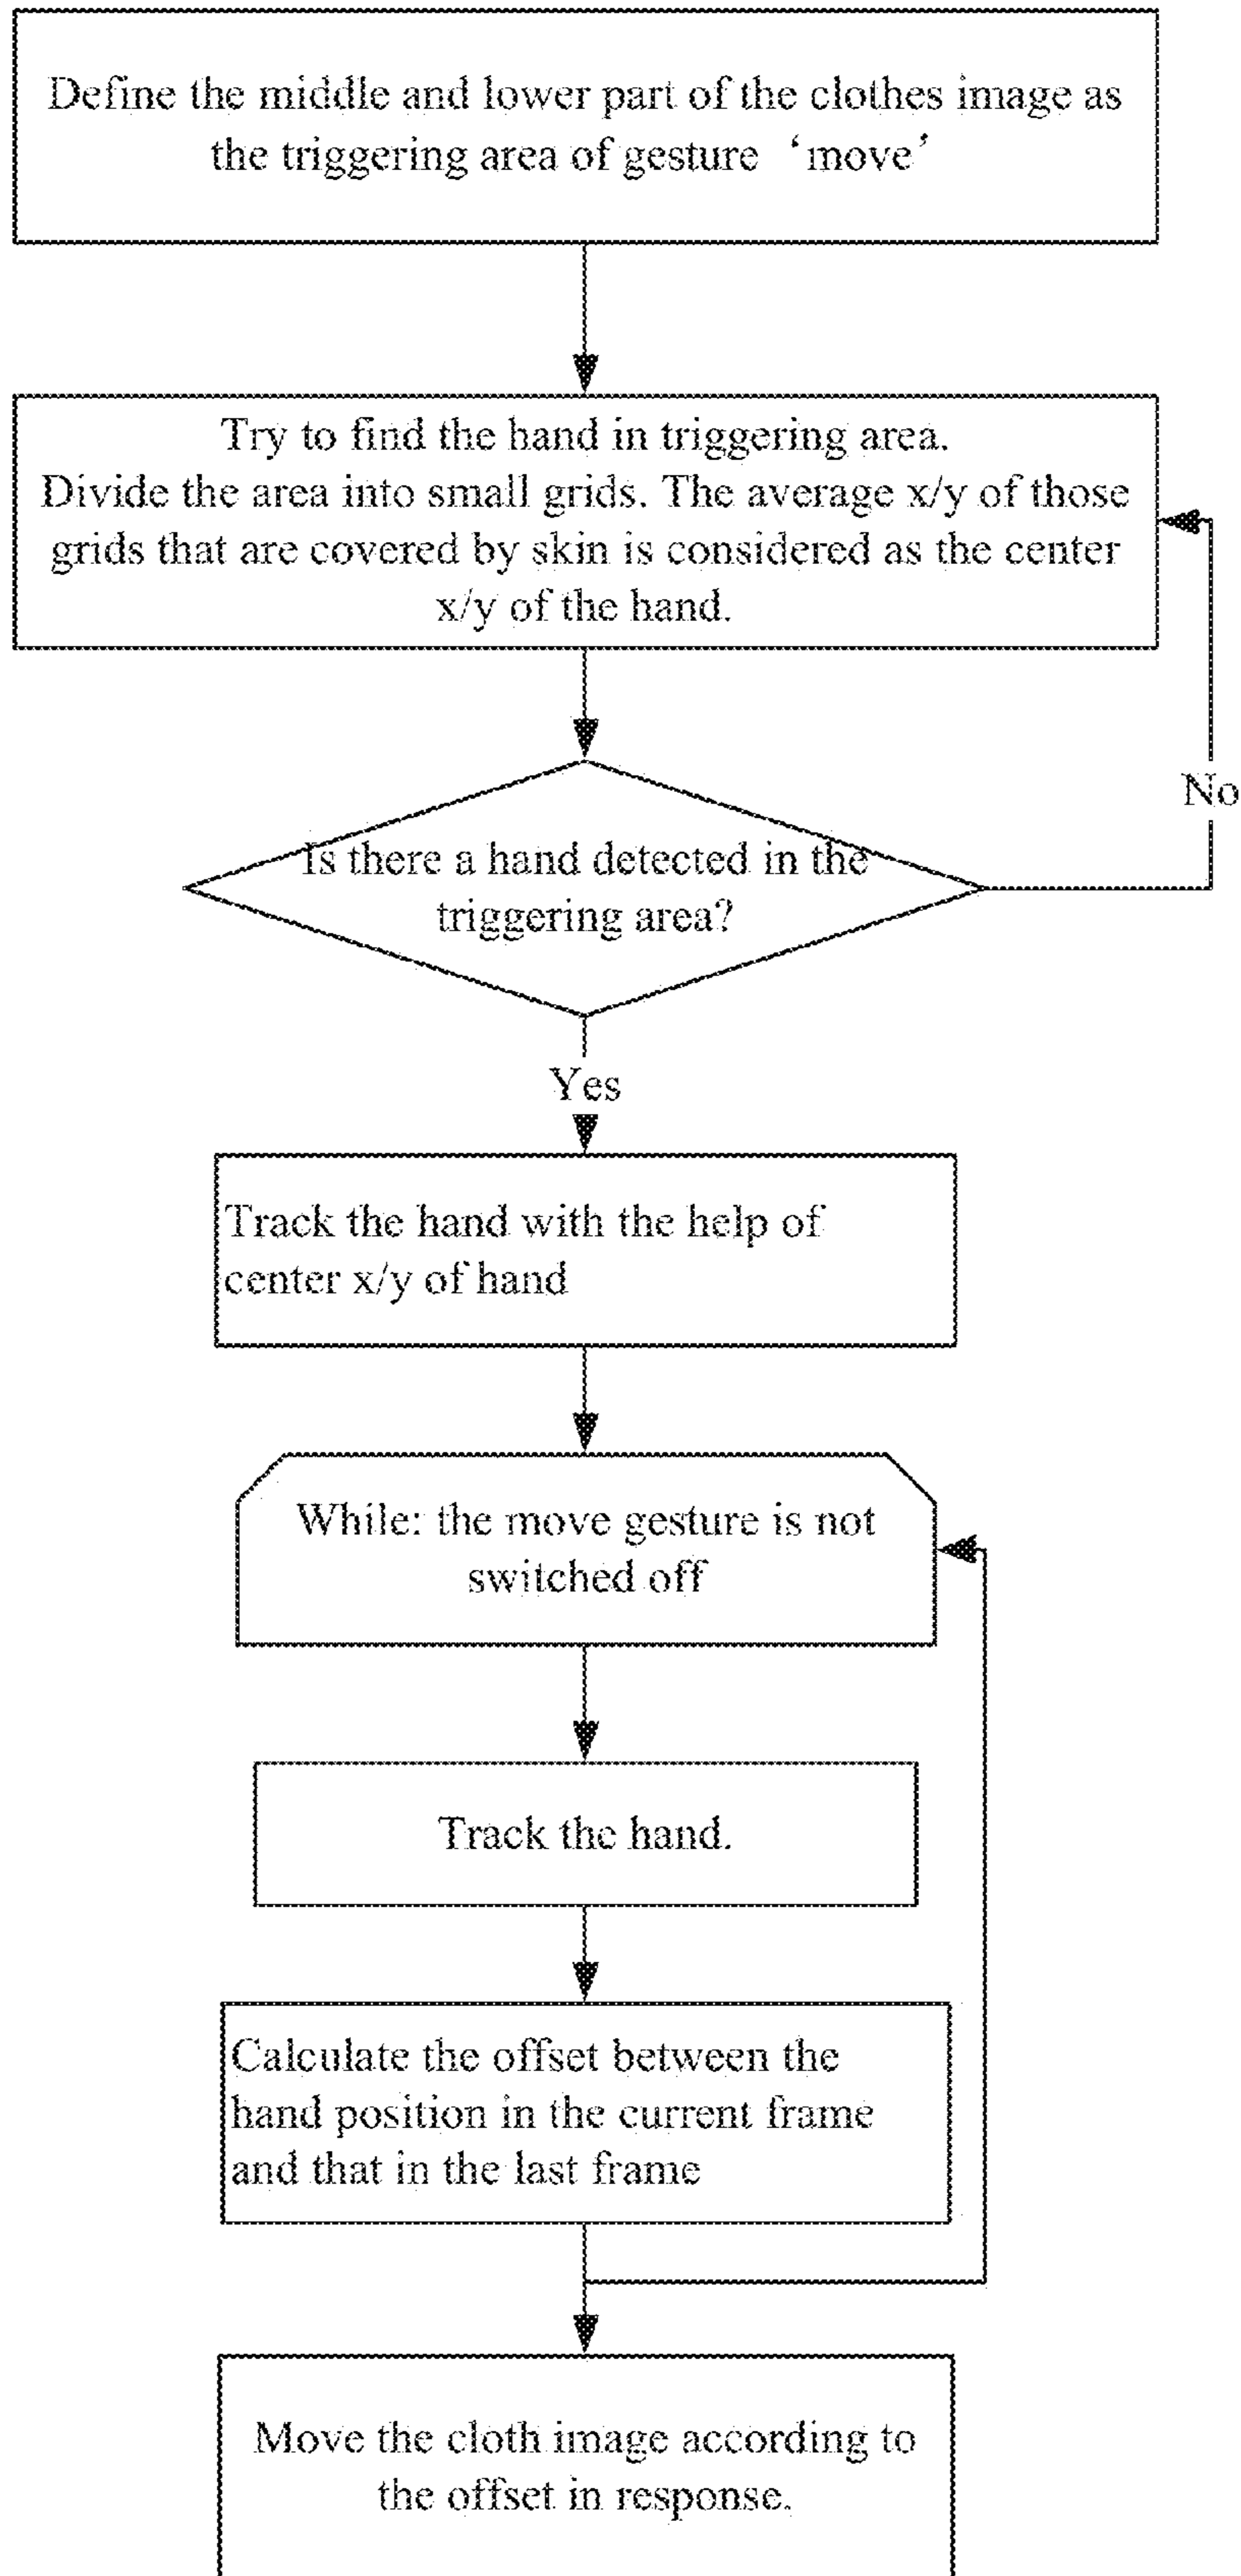 Define the middle and lower part of the clothes image as
the triggering area of gesture ‘move’
Try to find the hand in triggering area.
Divide the area into small grids. The average x/y of those
grids that are covered by skin is considered as the center
x/y of the hand.
No
Is there a hand detected in the
triggering area?
Yes
Track the hand with the help of
center x/y of hand
While: the move gesture is not
switched off
Track the hand.
Calculate the offset between the
hand position in the current frame
and that in the last frame
Move the cloth image according to
the offset in response.